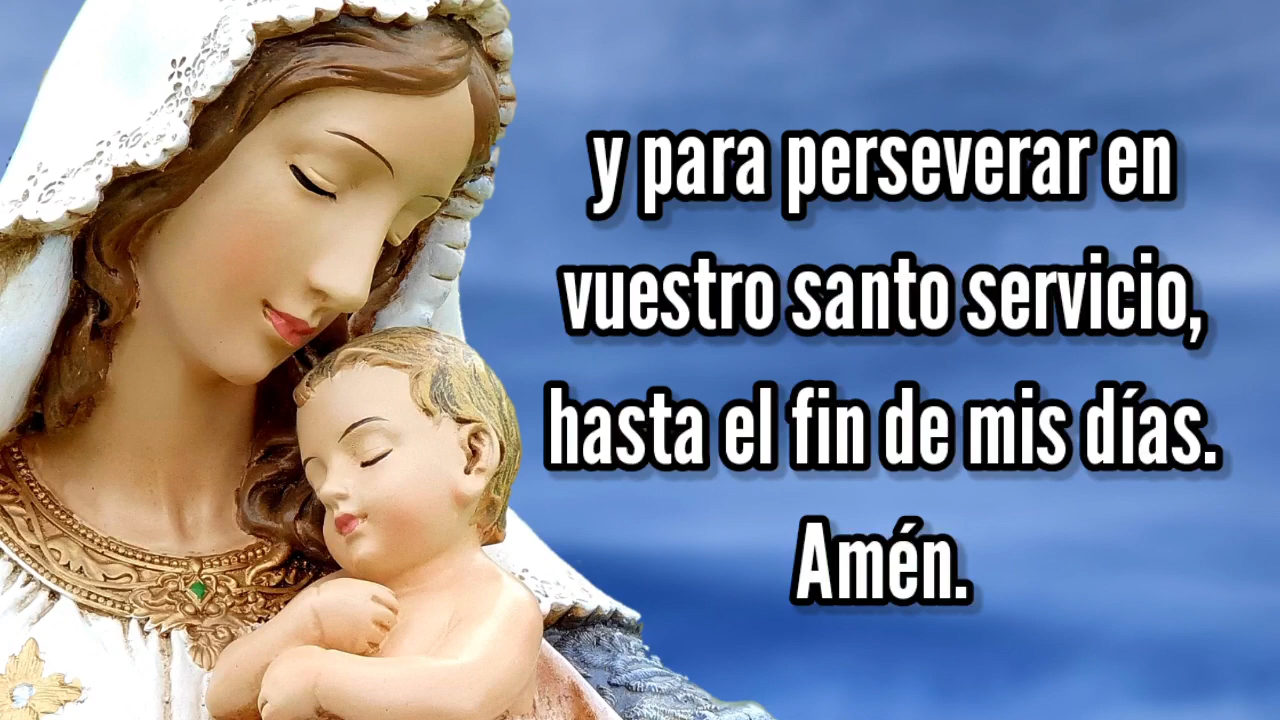 y para perseverar en
vuestro santo servicio,
hasta el fin de mis días.
Amén.